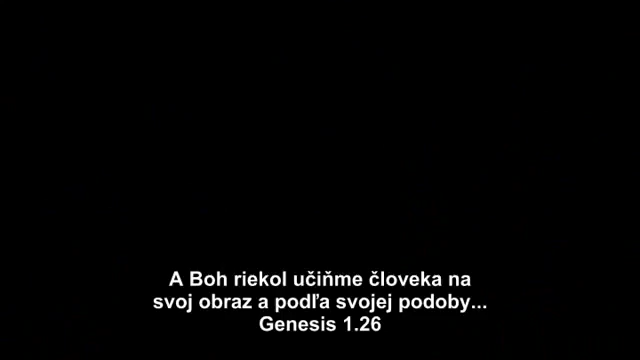 A Boh riekol učiňme človeka na
svoj obraz a podľa svojej podoby...
Genesis 1.26